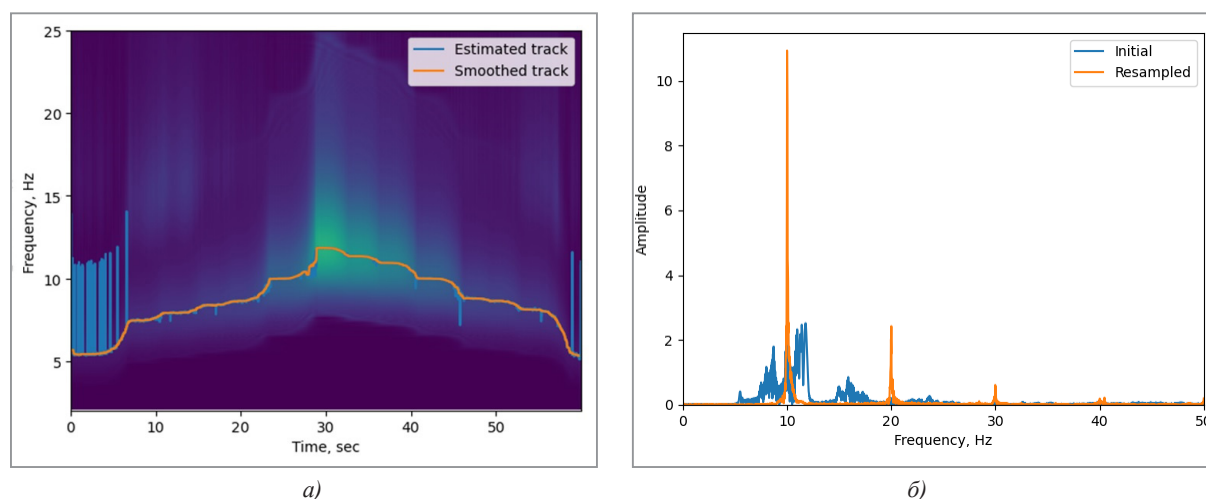 25
20
15
10
5
0
10
20
30
40
50
Frequency, Hz
Time, sec
Estimated track
Smoothed track
а)
10
8
6
4
2
0
0
10
20
30
40
50
Amplitude
Frequency, Hz
Initial
Resampled
б)